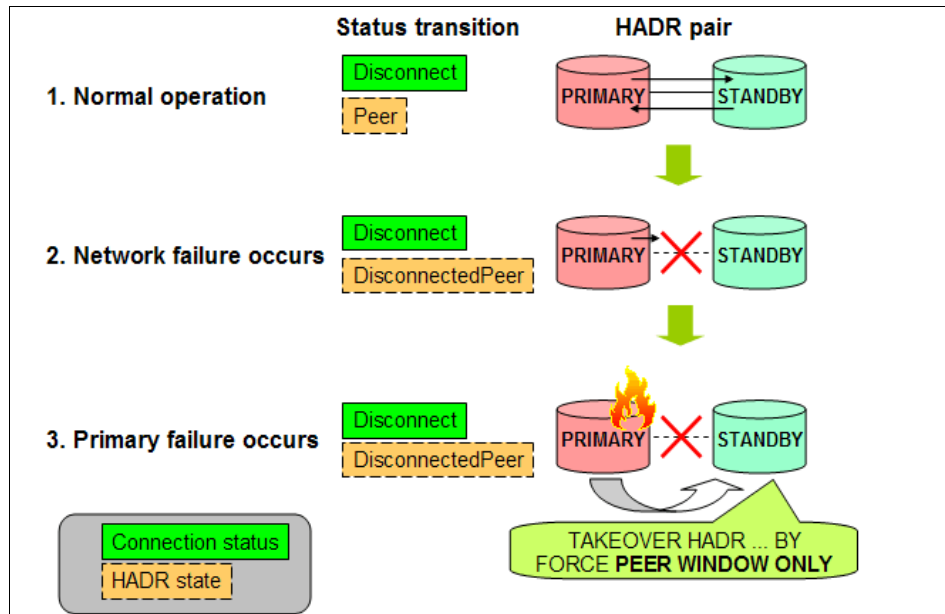 Status transition
HADR pair
1. Normal operation
Disconnect
Peer
PRIMARY
STANDBY
2. Network failure occurs
Disconnect
DisconnectedPeer
PRIMARY
STANDBY
3. Primary failure occurs
Disconnect
DisconnectedPeer
PRIMARY
STANDBY
Connection status
HADR state
TAKEOVER HADR ... BY
FORCE PEER WINDOW ONLY